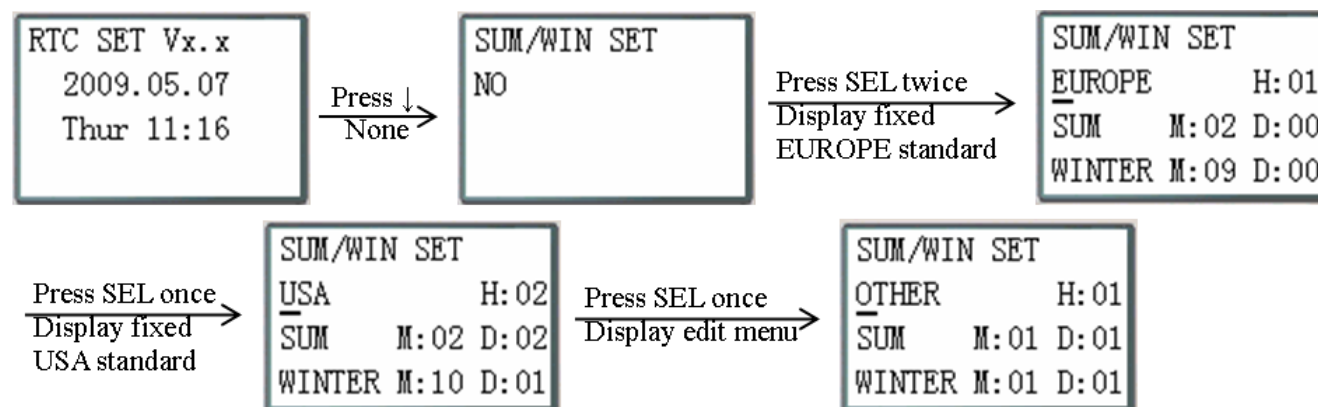 RTC SET Vx.x
2009.05.07
Thur 11:16
Press ↓
None
SUM/WIN SET
NO
Press SEL twice
Display fixed
EUROPE standard
SUM/WIN SET
EUROPE H:01
SUM M:02 D:00
WINTER M:09 D:00
Press SEL once
Display fixed
USA standard
SUM/WIN SET
USA H:02
SUM M:02 D:02
WINTER M:10 D:01
Press SEL once
Display edit menu
SUM/WIN SET
OTHER H:01
SUM M:01 D:01
WINTER M:01 D:01